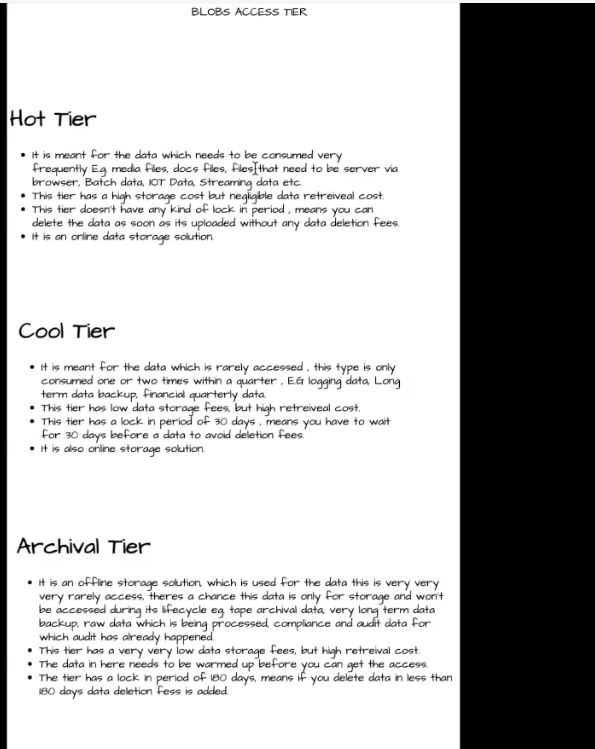 BLOBS ACCESS TIER
Hot Tier
• It is meant for the data which needs to be consumed very
frequently E.g. media files, docs files, files that need to be server via
browser, Batch data, IOT Data, Streaming data etc.
• This tier has a high storage cost but negligible data retreiveal cost.
• This tier doesn't have any kind of lock in period , means you can
delete the data as soon as its uploaded without any data deletion fees.
• It is an online data storage solution.
Cool Tier
• It is meant for the data which is rarely accessed , this type is only
consumed one or two times within a quarter , E.G logging data, Long
term data backup, financial quarterly data.
• This tier has low data storage fees, but high retreiveal cost.
• This tier has a lock in period of 30 days , means you have to wait
for 30 days before a data to avoid deletion fees.
• It is also online storage solution.
Archival Tier
• It is an offline storage solution, which is used for the data this is very very
very rarely access, theres a chance this data is only for storage and won't
be accessed during its lifecycle eg. tape archival data, very long term data
backup, raw data which is being processed, compliance and audit data for
which audit has already happened.
• This tier has a very very low data storage fees, but high retreival cost.
• The data in here needs to be warmed up before you can get the access.
• The tier has a lock in period of 180 days, means if you delete data in less than
180 days data deletion fess is added.